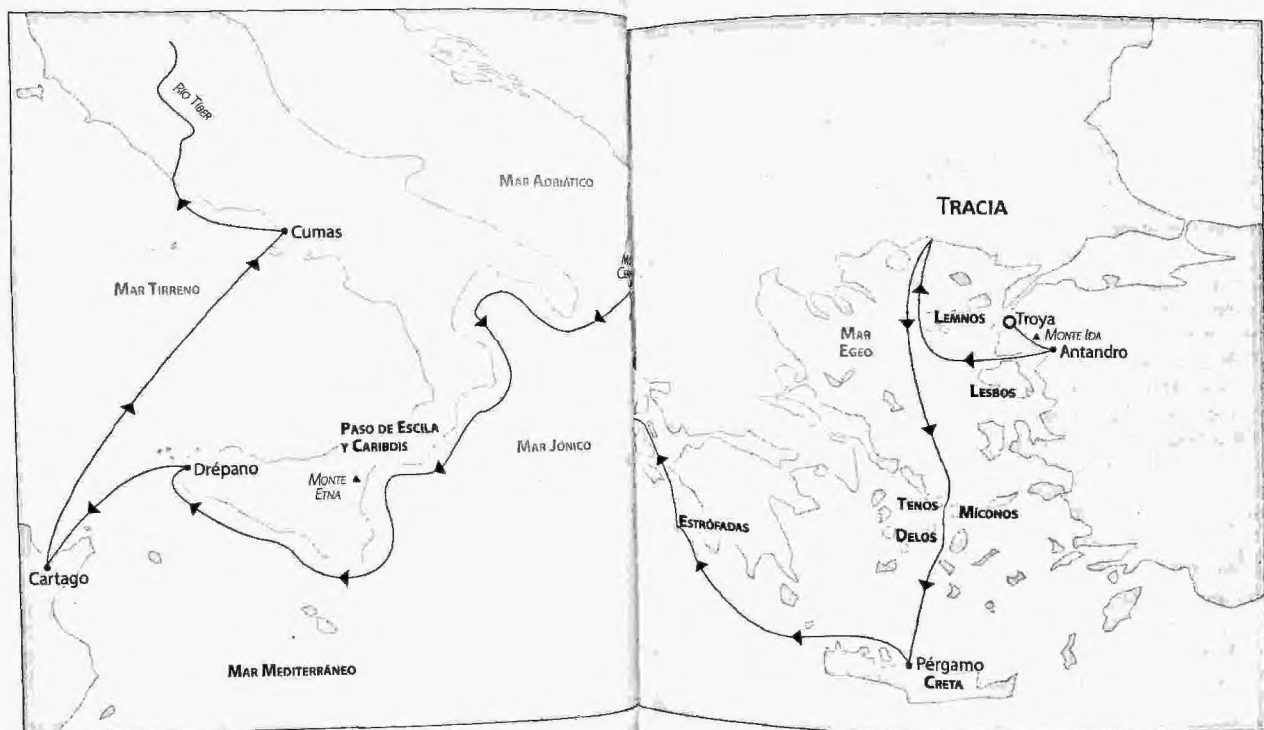 RÍO TÍBER
MAR ADRIÁTICO
CUMAS
MAR TIRRENO
PASO DE ESCILA
Y CARIBDIS
MAR JÓNICO
Drépano
MONTE
ETNA
Cartago
MAR MEDITERRÁNEO
TRACIA
LEMNOS
Troya
MONTE IDA
Antandro
MAR
EGEO
LESBOS
TENOS
MÍCONOS
DELOS
ESTRÓFADAS
Pérgamo
CRETA